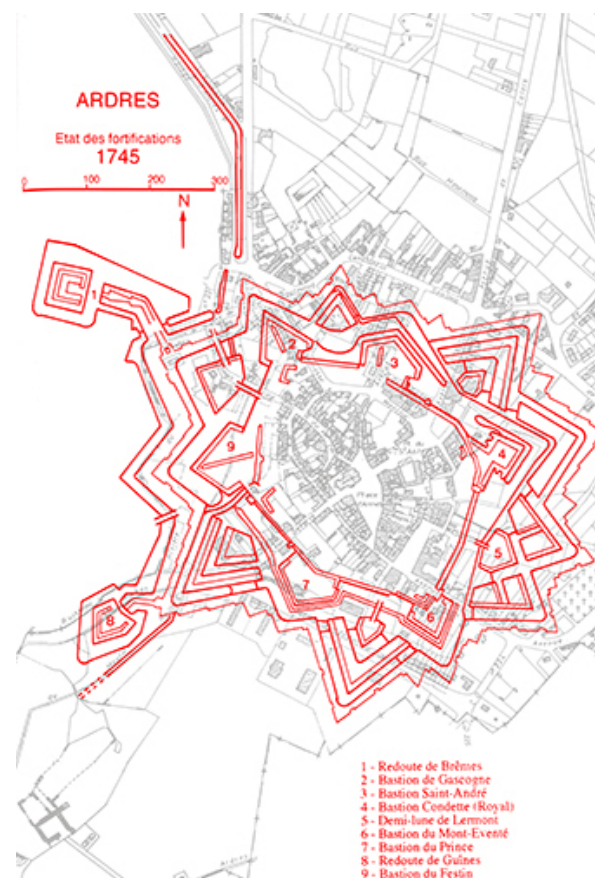 ARDRES
Etat des fortifications
1745
0 100 200 300
N
1
2
3
4
5
6
7
8
9
1 - Redoute de Brêmes
2 - Bastion de Gascogne
3 - Bastion Saint-André
4 - Bastion Condette (Royal)
5 - Demi-lune de Lermont
6 - Bastion du Mont-Eventé
7 - Bastion du Prince
8 - Redoute de Guînes
9 - Bastion du Festin